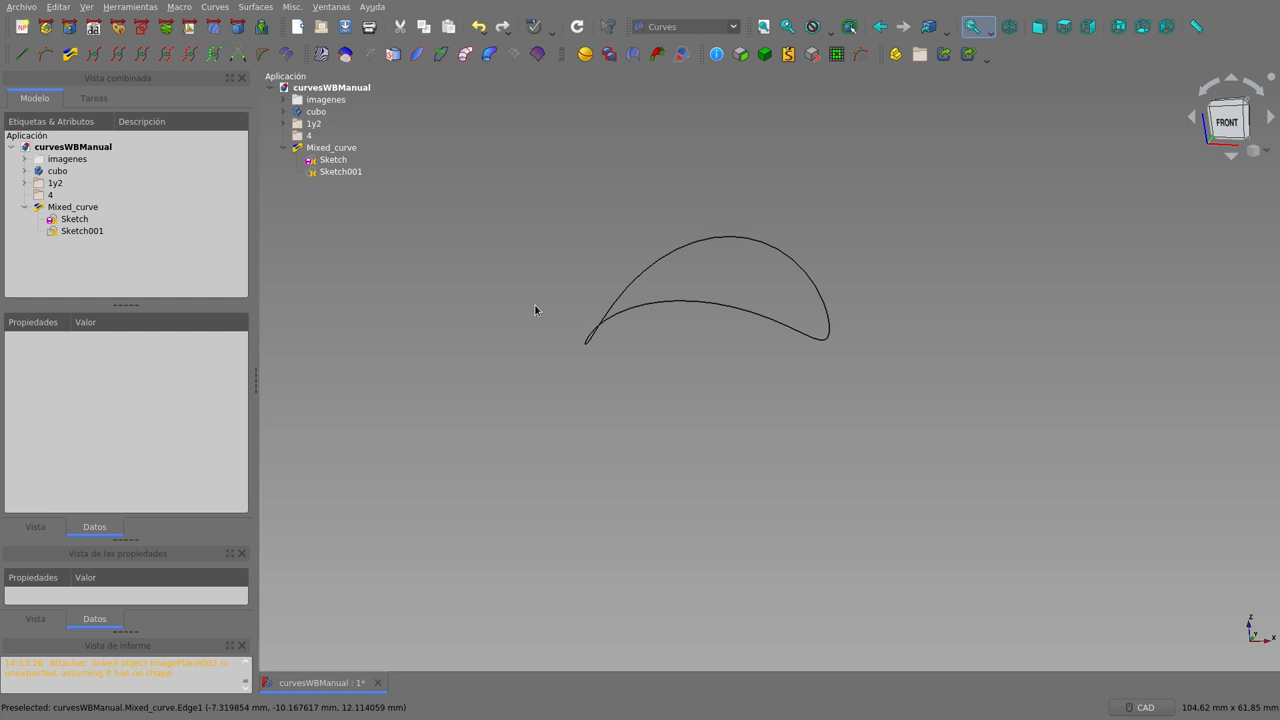 Archivo Editar Ver Herramientas Macro Curves Surfaces Misc. Ventanas Ayuda
Curves
Vista combinada
Modelo Tareas
Etiquetas & Atributos Descripción
Aplicación
curvesWBManual
imagenes
cubo
1y2
4
Mixed_curve
Sketch
Sketch001
Propiedades Valor
Vista Datos
Vista de las propiedades
Propiedades Valor
Vista Datos
Vista de informe
14:53:26 Attacher: linked object ImagePlane002 is
unexpected, assuming it has no shape.
Aplicación
curvesWBManual
imagenes
cubo
1y2
4
Mixed_curve
Sketch
Sketch001
FRONT
Z
Y
X
curvesWBManual : 1*
Preselected: curvesWBManual.Mixed_curve.Edge1 (-7.319854 mm, -10.167617 mm, 12.114059 mm)
CAD
104,62 mm x 61,85 mm